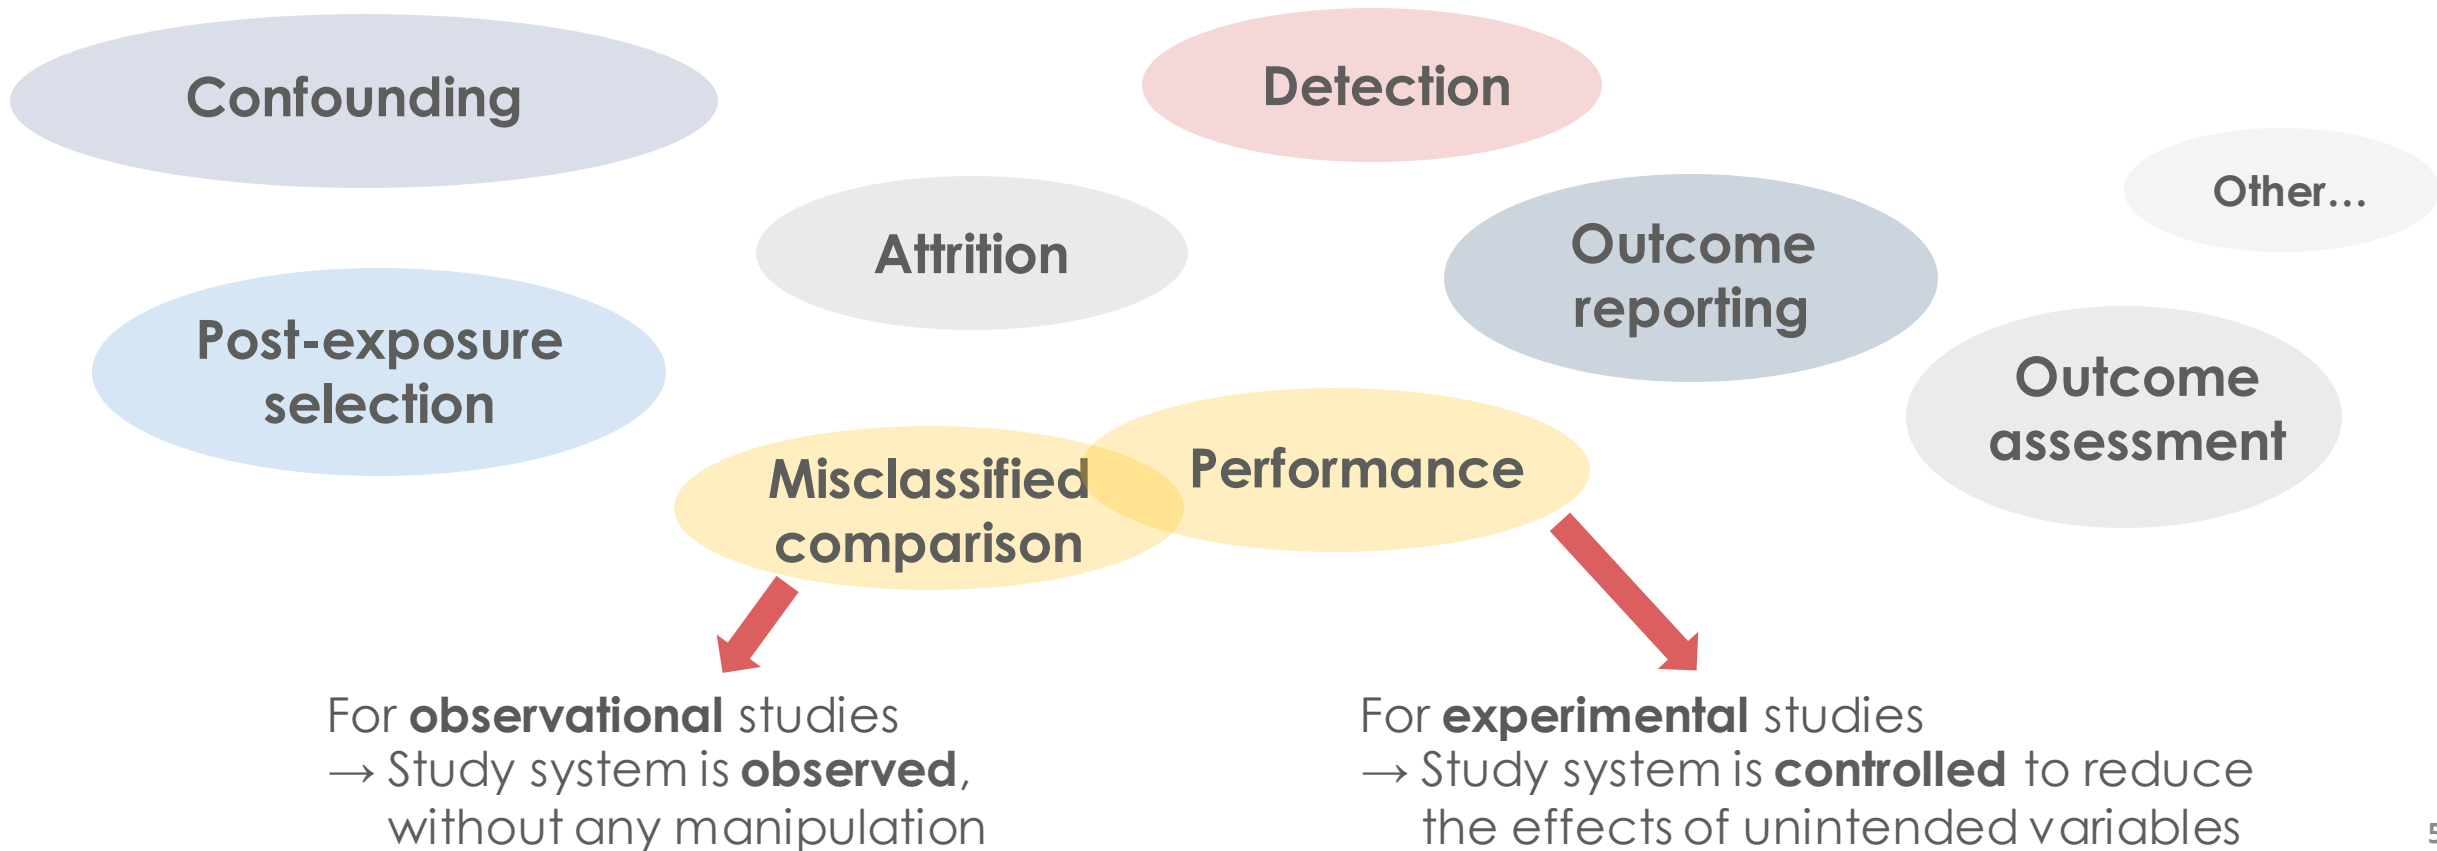 Confounding
Detection
Other...
Attrition
Outcome
reporting
Post-exposure
selection
Outcome
assessment
Misclassified
comparison
Performance
For observational studies
→ Study system is observed,
without any manipulation
For experimental studies
→ Study system is controlled to reduce
the effects of unintended variables
5